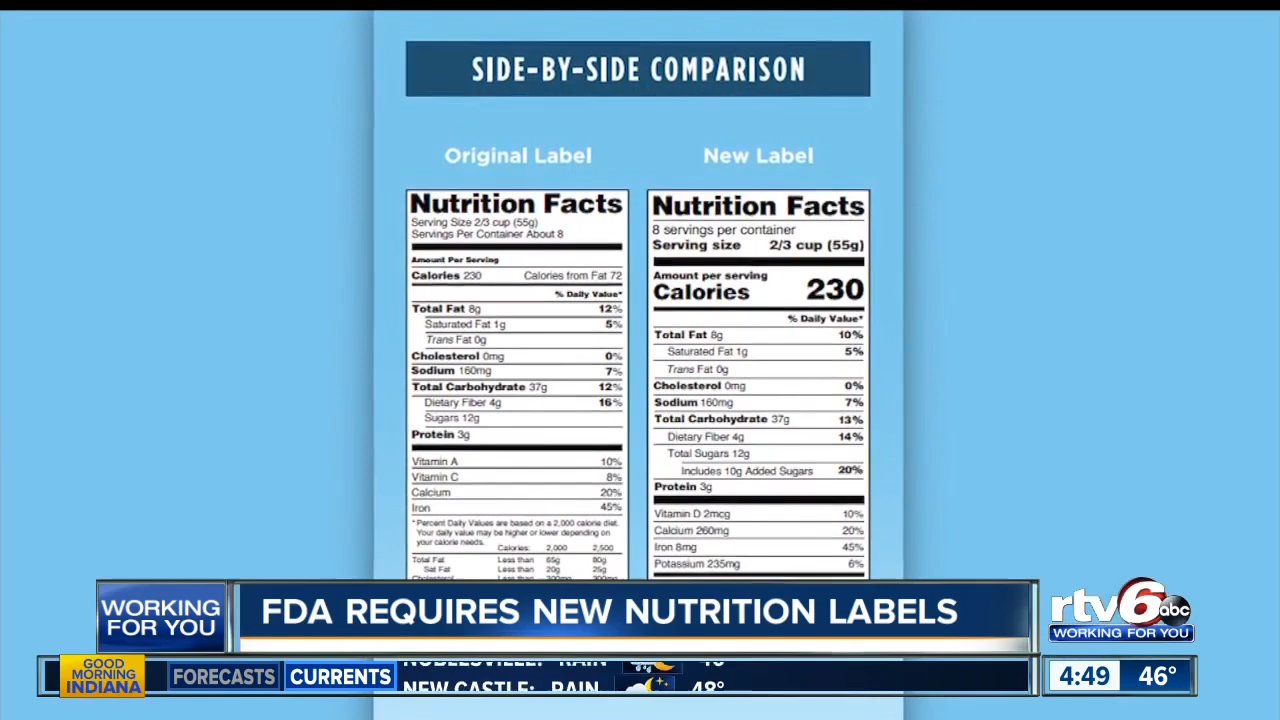 SIDE-BY-SIDE COMPARISON
Original Label
Nutrition Facts
Serving Size 2/3 cup (55g)
Servings Per Container About 8
Amount Per Serving
Calories 230 Calories from Fat 72
% Daily Value*
Total Fat 8g 12%
Saturated Fat 1g 5%
Trans Fat 0g
Cholesterol 0mg 0%
Sodium 160mg 7%
Total Carbohydrate 37g 12%
Dietary Fiber 4g 16%
Sugars 12g
Protein 3g
Vitamin A 10%
Vitamin C 8%
Calcium 20%
Iron 45%
* Percent Daily Values are based on a 2,000 calorie diet.
Your daily value may be higher or lower depending on
your calorie needs.
Calories: 2,000 2,500
Total Fat Less than 65g 80g
Sat Fat Less than 20g 25g
Cholesterol Less than 300mg 300mg
New Label
Nutrition Facts
8 servings per container
Serving size 2/3 cup (55g)
Amount per serving
Calories 230
% Daily Value*
Total Fat 8g 10%
Saturated Fat 1g 5%
Trans Fat 0g
Cholesterol 0mg 0%
Sodium 160mg 7%
Total Carbohydrate 37g 13%
Dietary Fiber 4g 14%
Total Sugars 12g
Includes 10g Added Sugars 20%
Protein 3g
Vitamin D 2mcg 10%
Calcium 260mg 20%
Iron 8mg 45%
Potassium 235mg 6%
WORKING
FOR YOU
FDA REQUIRES NEW NUTRITION LABELS
rtv6 abc
WORKING FOR YOU
GOOD
MORNING
INDIANA
FORECASTS
CURRENTS
NOBLESVILLE: RAIN
NEW CASTLE: RAIN 48°
4:49 46°